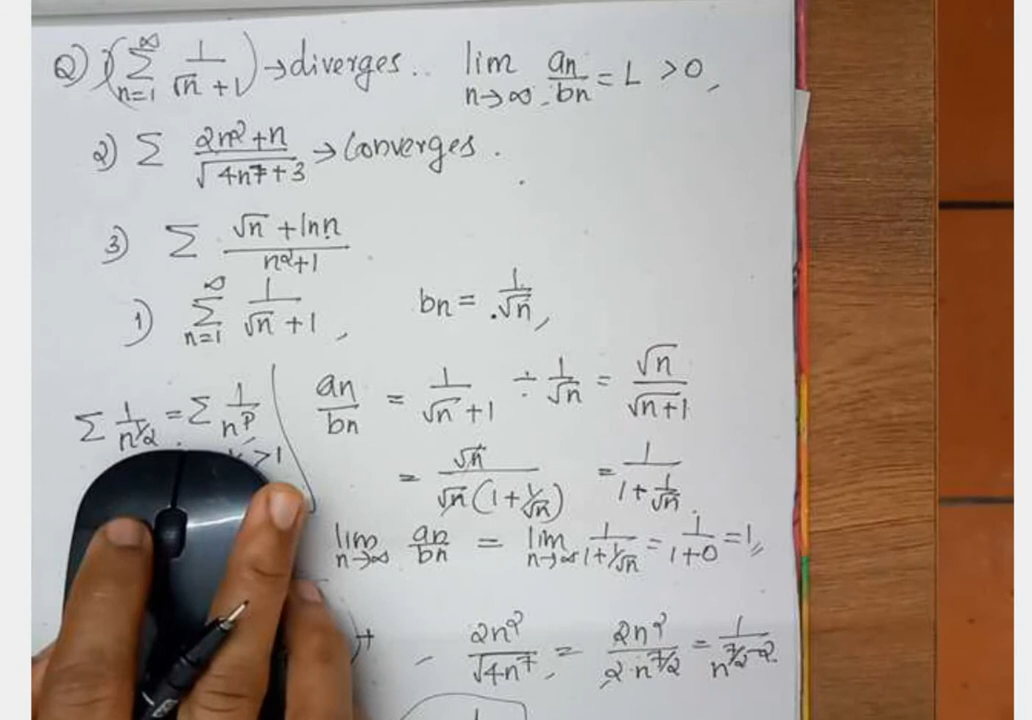 Q) 1) (∑_{n=1}^{∞} 1/(√n + 1)) → diverges.. lim_{n→∞} an/bn = L > 0,
2) ∑ (2n² + n)/√(4n⁷ + 3) → Converges.
3) ∑ (√n + ln n)/(n² + 1)
1) ∑_{n=1}^{∞} 1/(√n + 1), bn = 1/√n,
an/bn = 1/(√n + 1) ÷ 1/√n = √n/√(n+1)
∑ 1/n^{1/2} = ∑ 1/n^p
> 1
= √n/(√n (1 + 1/√n)) = 1/(1 + 1/√n).
lim_{n→∞} an/bn = lim_{n→∞} 1/(1 + 1/√n) = 1/(1+0) = 1,,
2n²/√(4n⁷), = 2n²/(2·n^{7/2}) = 1/n^{7/2-2}